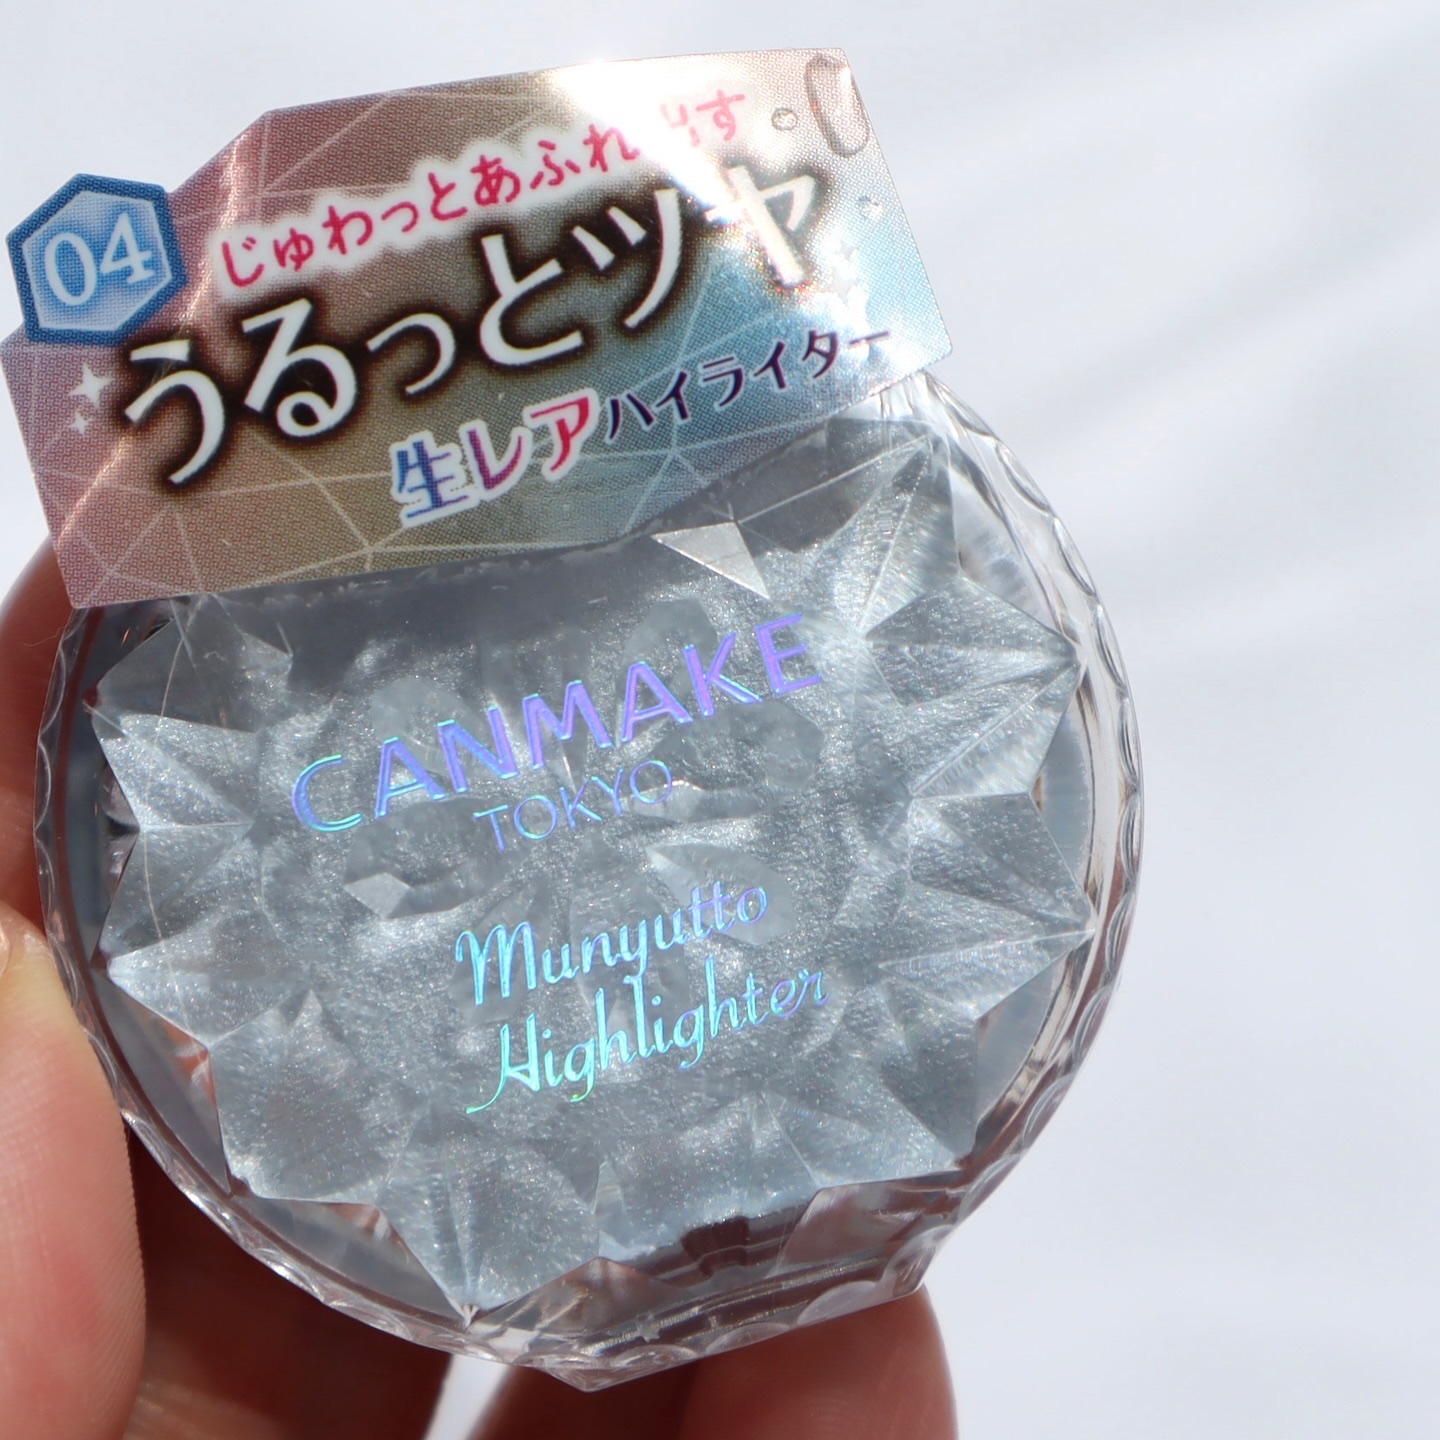 04
じゅわっとあふれ出す
うるっとツヤ
生レアハイライター
CANMAKE
TOKYO
Munyutto
Highlighter